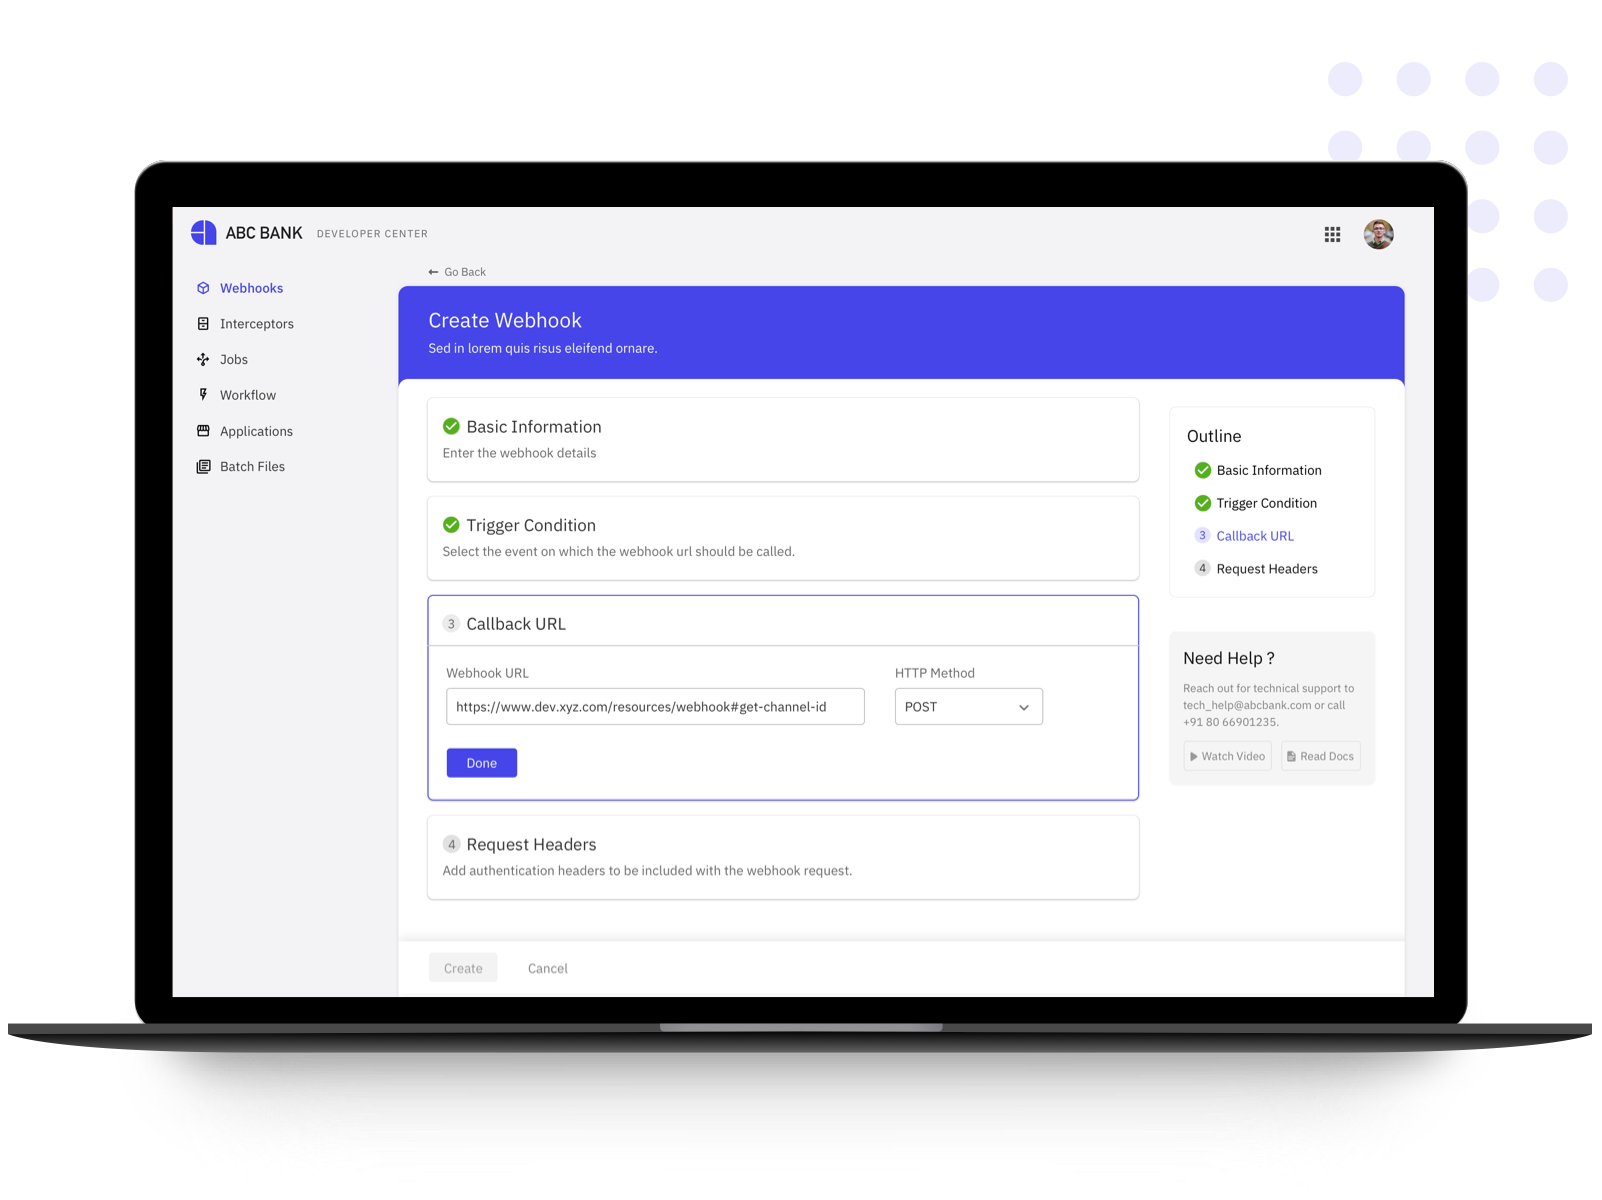 ABC BANK DEVELOPER CENTER
Go Back
Webhooks
Interceptors
Jobs
Workflow
Applications
Batch Files
Create Webhook
Sed in lorem quis risus eleifend ornare.
Basic Information
Enter the webhook details
Trigger Condition
Select the event on which the webhook url should be called.
3 Callback URL
Webhook URL
https://www.dev.xyz.com/resources/webhook#get-channel-id
HTTP Method
POST
Done
4 Request Headers
Add authentication headers to be included with the webhook request.
Create Cancel
Outline
Basic Information
Trigger Condition
3 Callback URL
4 Request Headers
Need Help ?
Reach out for technical support to
tech_help@abcbank.com or call
+91 80 66901235.
Watch Video Read Docs